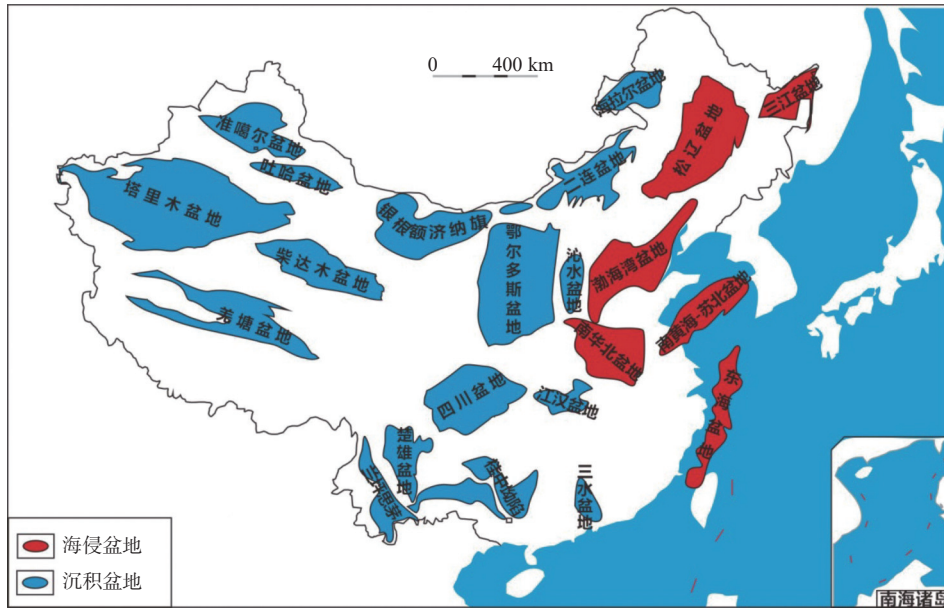 0 400 km
海拉尔盆地
三江盆地
松辽盆地
准噶尔盆地
吐哈盆地
二连盆地
塔里木盆地
银根额济纳旗
鄂尔多斯盆地
沁水盆地
渤海湾盆地
柴达木盆地
羌塘盆地
南黄海-苏北盆地
南华北盆地
四川盆地
江汉盆地
东海盆地
楚雄盆地
兰坪思茅
三水盆地
海侵盆地
沉积盆地
南海诸岛